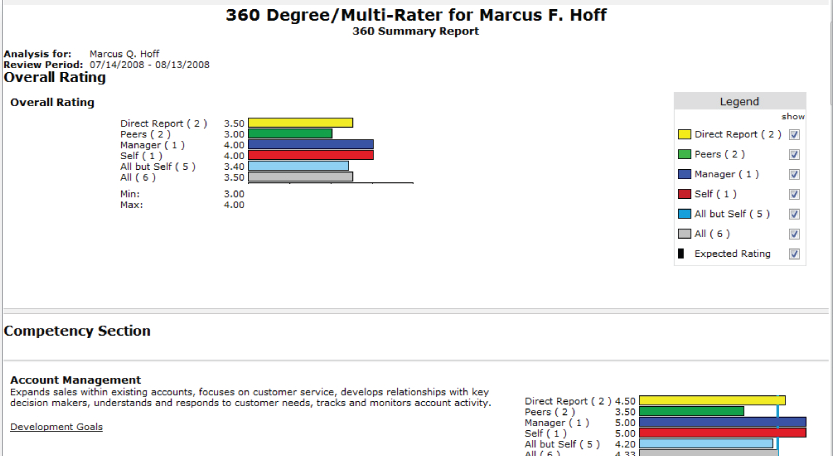 360 Degree/Multi-Rater for Marcus F. Hoff
360 Summary Report
Analysis for: Marcus Q. Hoff
Review Period: 07/14/2008 - 08/13/2008
Overall Rating
Overall Rating
Direct Report ( 2 ) 3.50
Peers ( 2 ) 3.00
Manager ( 1 ) 4.00
Self ( 1 ) 4.00
All but Self ( 5 ) 3.40
All ( 6 ) 3.50
Min: 3.00
Max: 4.00
Legend
show
Direct Report ( 2 )
Peers ( 2 )
Manager ( 1 )
Self ( 1 )
All but Self ( 5 )
All ( 6 )
Expected Rating
Competency Section
Account Management
Expands sales within existing accounts, focuses on customer service, develops relationships with key
decision makers, understands and responds to customer needs, tracks and monitors account activity.
Development Goals
Direct Report ( 2 ) 4.50
Peers ( 2 ) 3.50
Manager ( 1 ) 5.00
Self ( 1 ) 5.00
All but Self ( 5 ) 4.20
All ( 6 ) 4.33